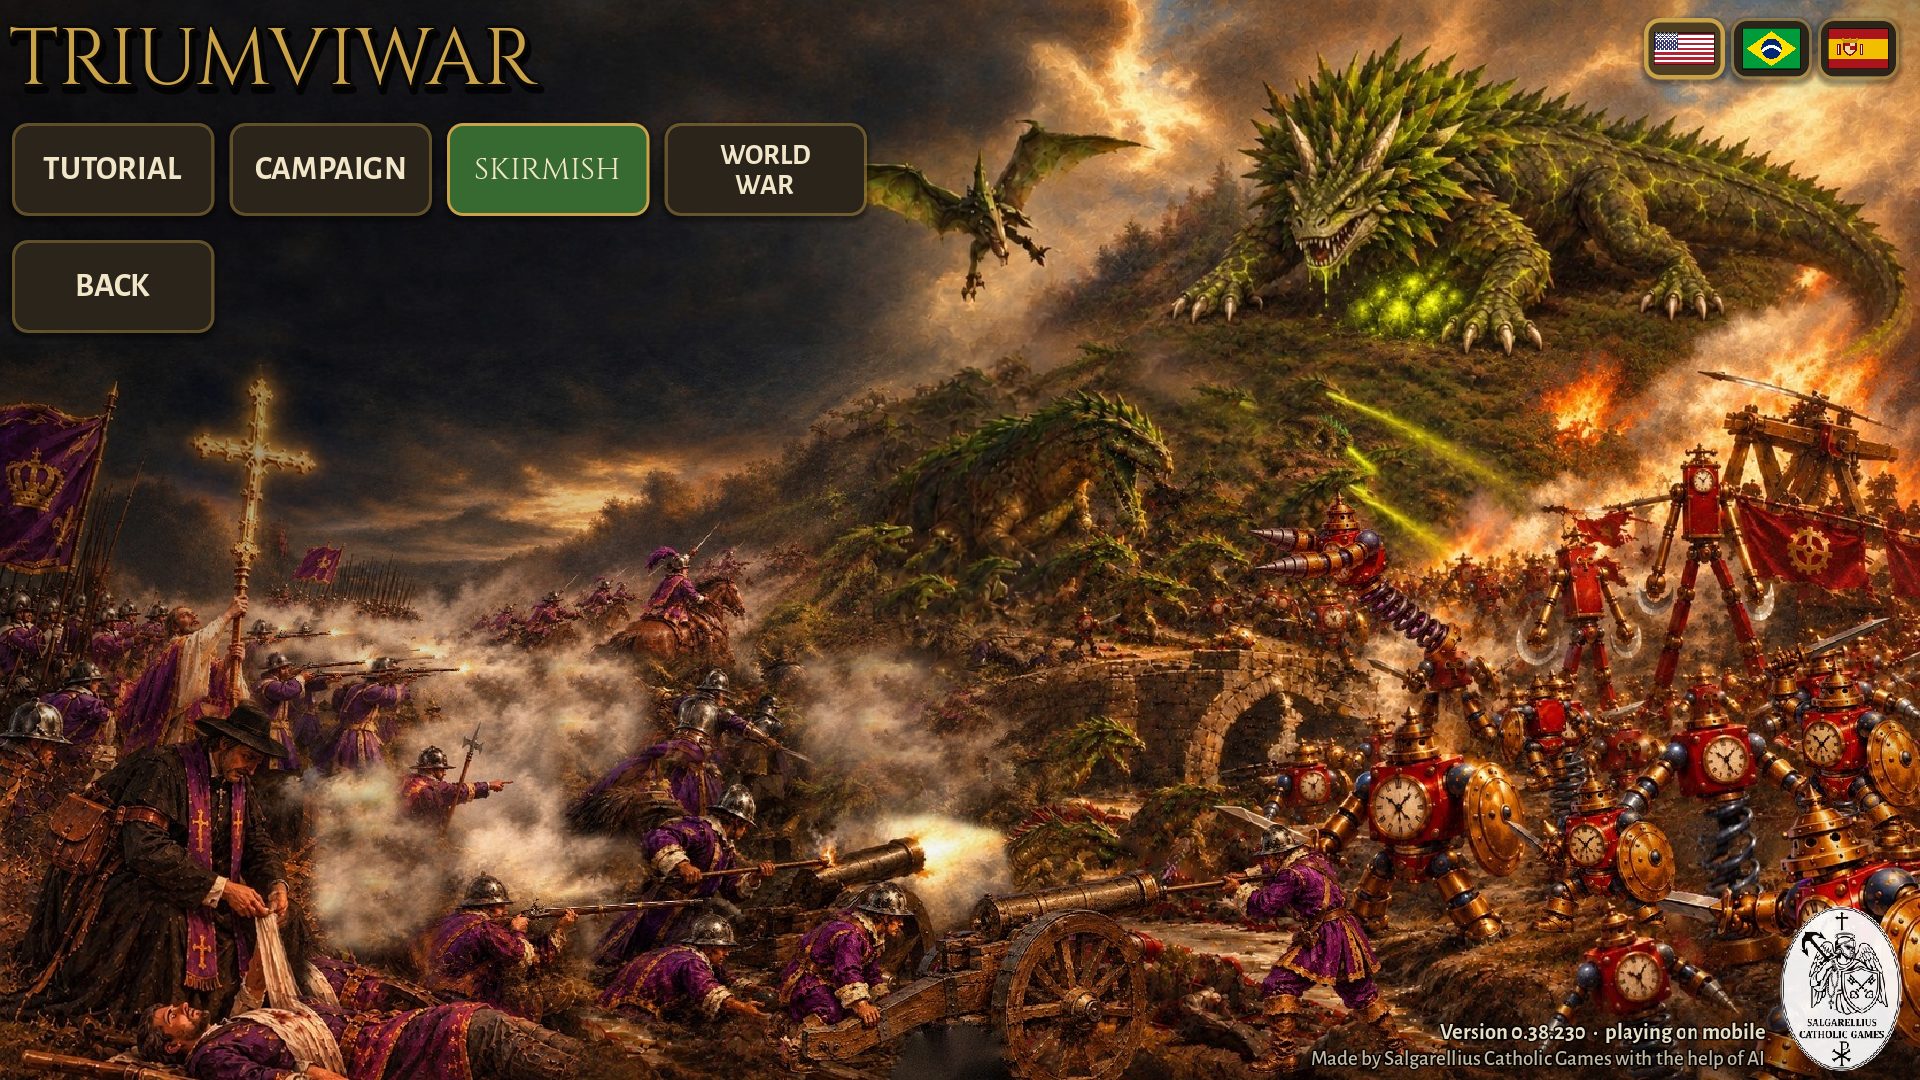 TRIUMVIWAR
TUTORIAL
CAMPAIGN
SKIRMISH
WORLD
WAR
BACK
Version 0.38.230 · playing on mobile
Made by Salgarellius Catholic Games with the help of AI
SALGARELLIUS
CATHOLIC GAMES